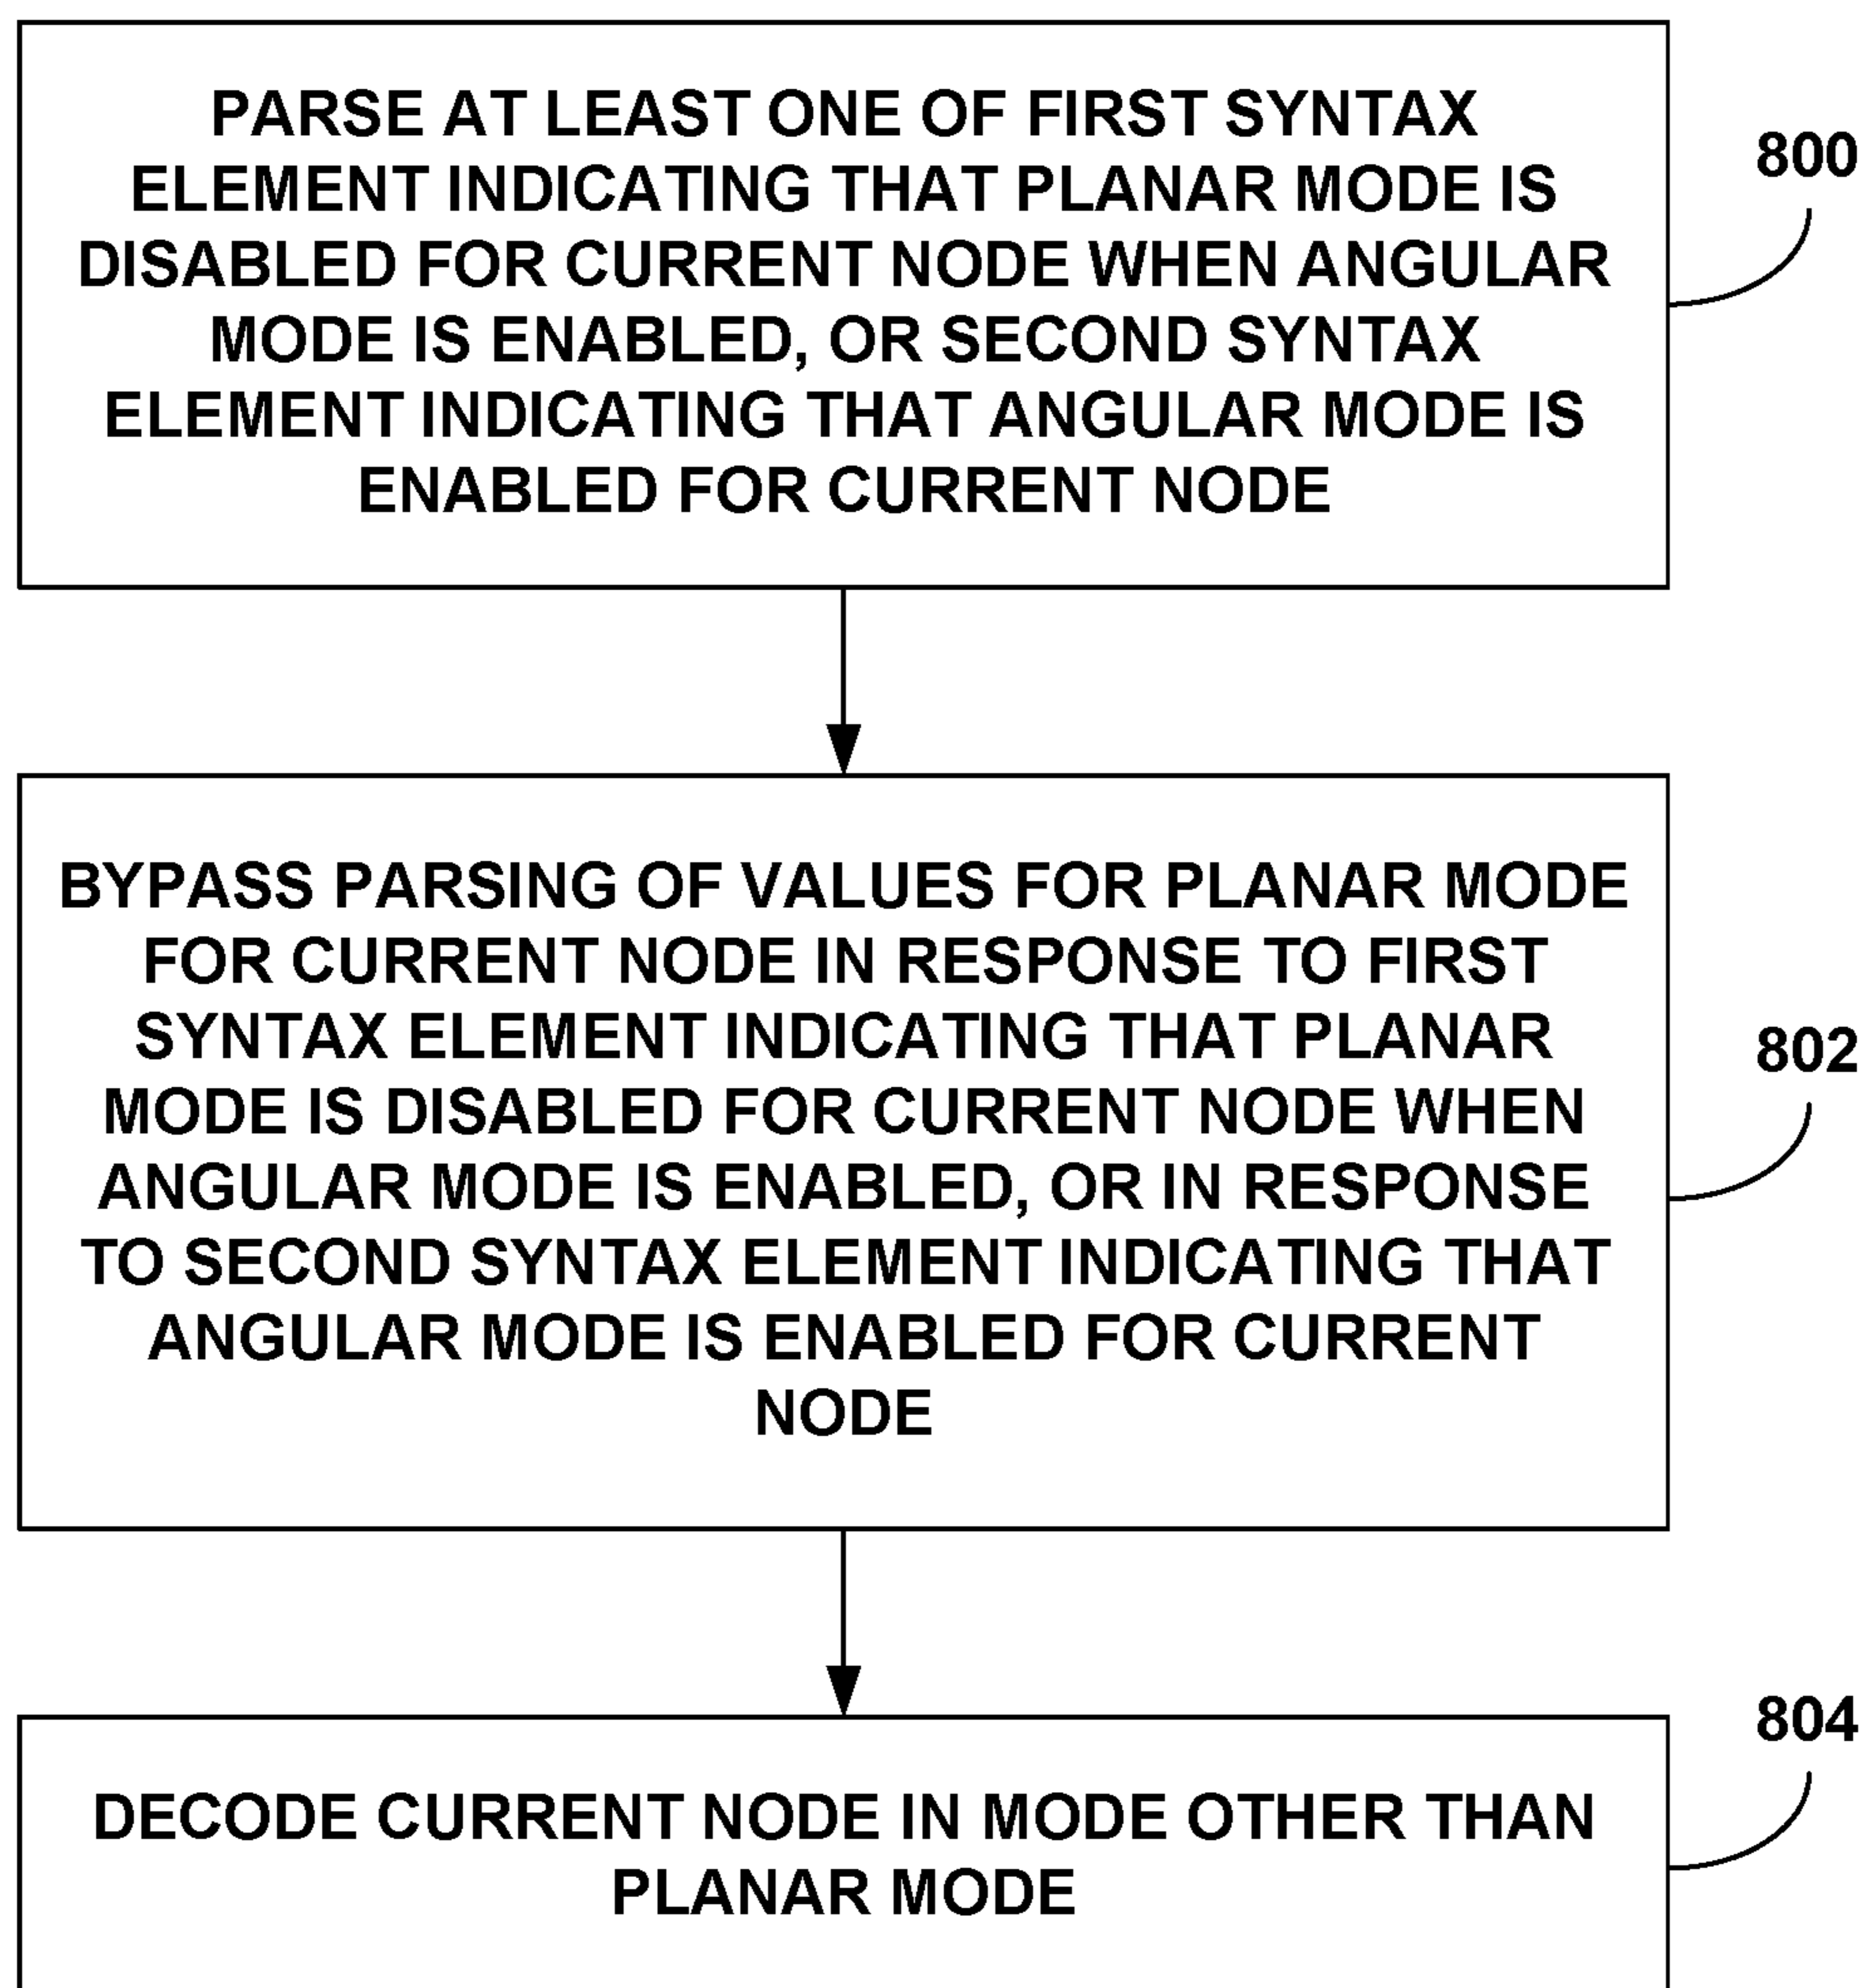 PARSE AT LEAST ONE OF FIRST SYNTAX
ELEMENT INDICATING THAT PLANAR MODE IS
DISABLED FOR CURRENT NODE WHEN ANGULAR
MODE IS ENABLED, OR SECOND SYNTAX
ELEMENT INDICATING THAT ANGULAR MODE IS
ENABLED FOR CURRENT NODE
800
BYPASS PARSING OF VALUES FOR PLANAR MODE
FOR CURRENT NODE IN RESPONSE TO FIRST
SYNTAX ELEMENT INDICATING THAT PLANAR
MODE IS DISABLED FOR CURRENT NODE WHEN
ANGULAR MODE IS ENABLED, OR IN RESPONSE
TO SECOND SYNTAX ELEMENT INDICATING THAT
ANGULAR MODE IS ENABLED FOR CURRENT
NODE
802
DECODE CURRENT NODE IN MODE OTHER THAN
PLANAR MODE
804